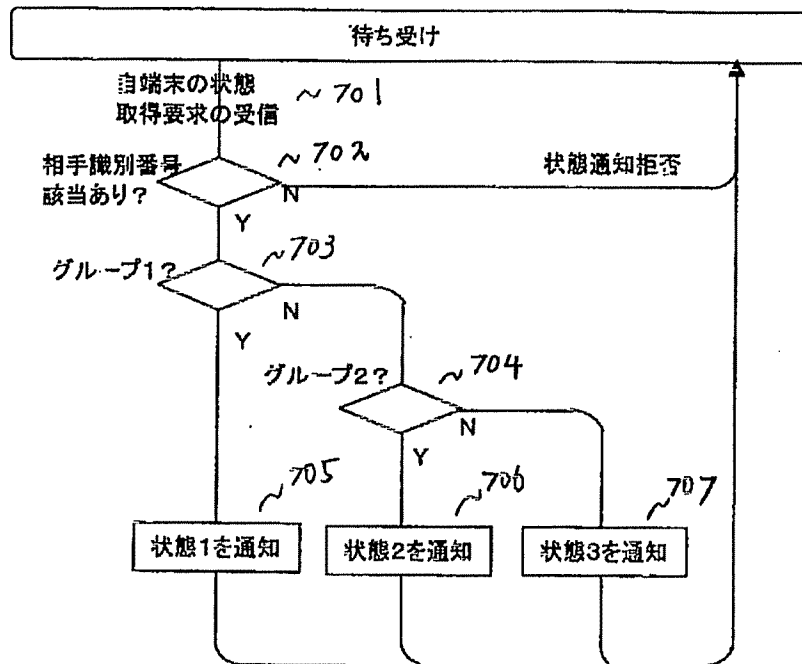 待ち受け
自端末の状態
取得要求の受信
～701
相手識別番号
該当あり?
～702
N
状態通知拒否
Y
グループ1?
～703
N
Y
グループ2?
～704
N
Y
～705
～706
～707
状態1を通知
状態2を通知
状態3を通知